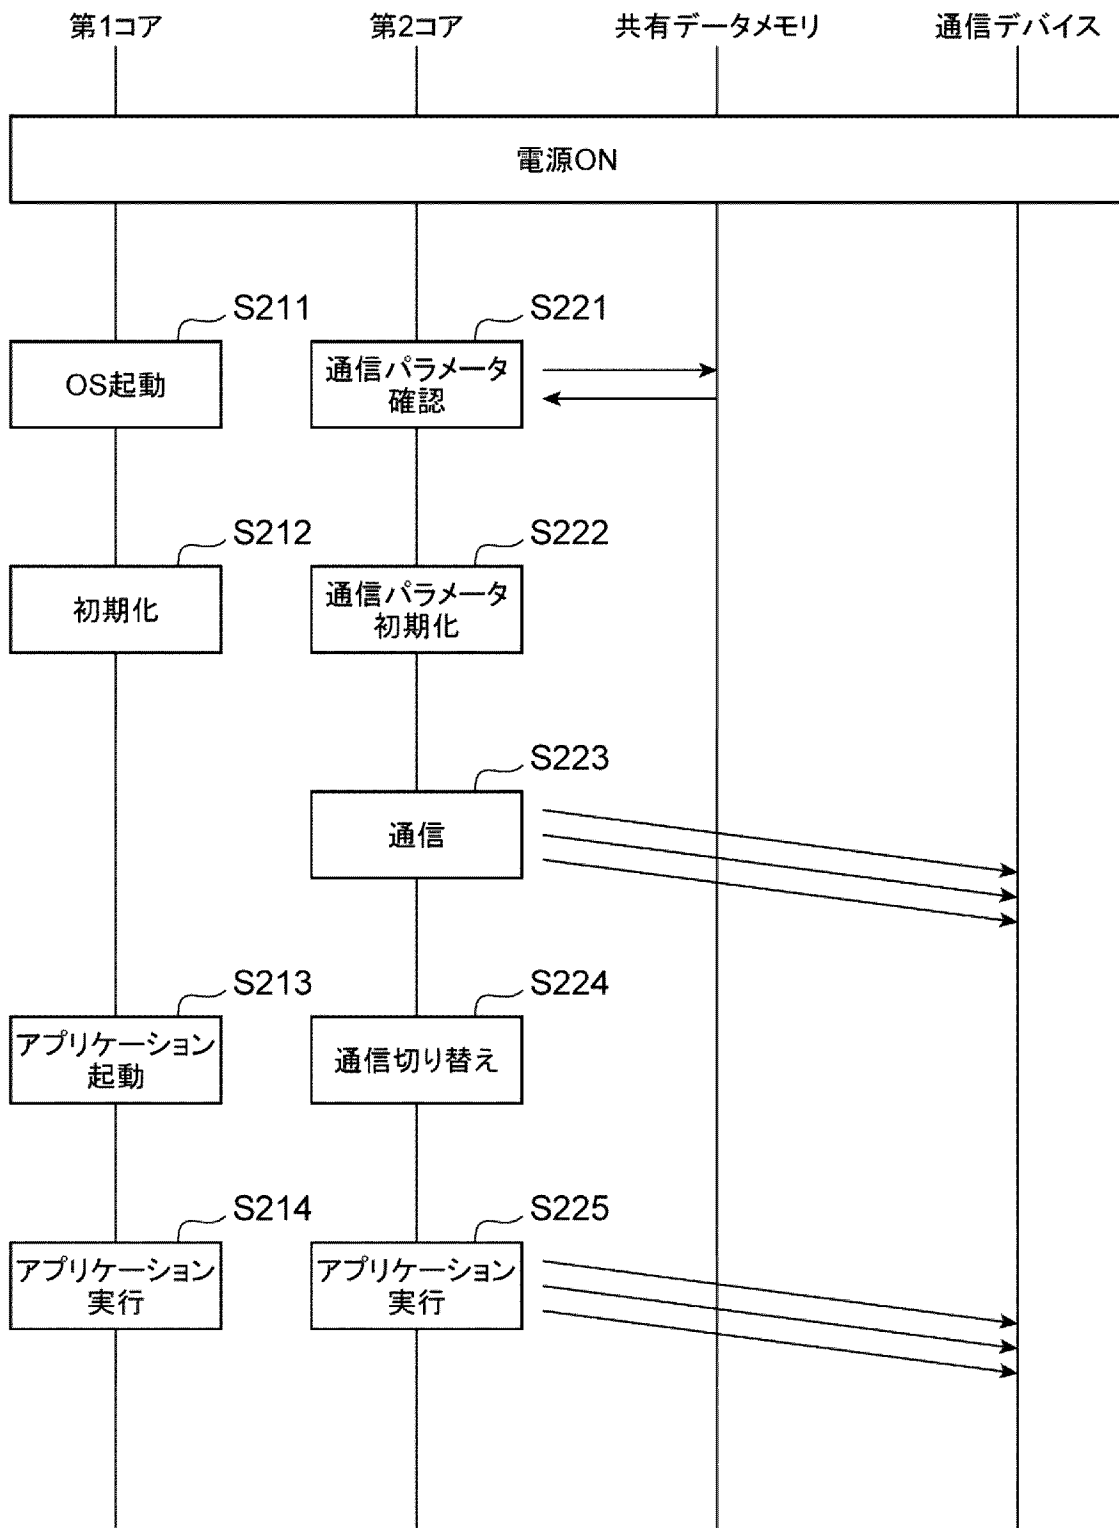 第1コア
第2コア
共有データメモリ
通信デバイス
電源ON
S211
S221
OS起動
通信パラメータ
確認
S212
S222
初期化
通信パラメータ
初期化
S223
通信
S213
S224
アプリケーション
起動
通信切り替え
S214
S225
アプリケーション
実行
アプリケーション
実行